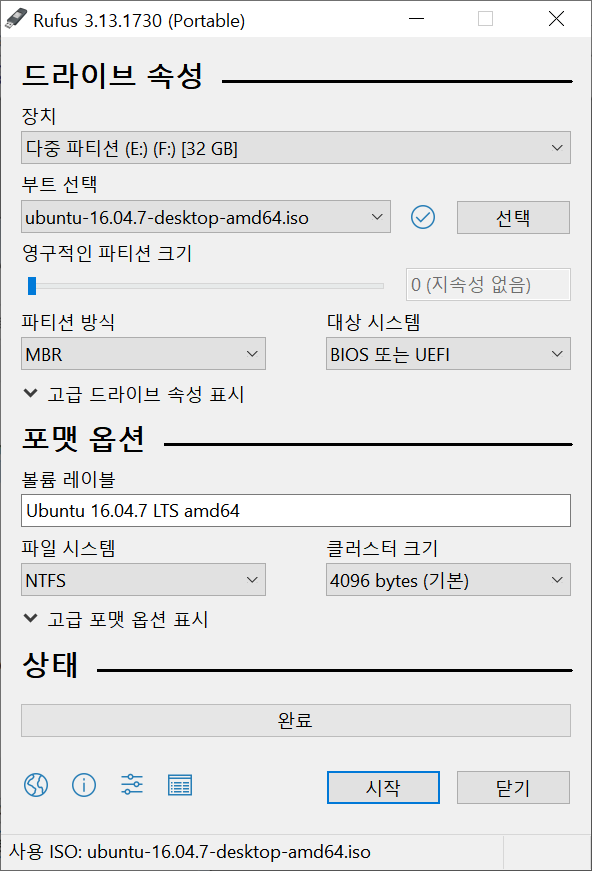 Rufus 3.13.1730 (Portable)
드라이브 속성
장치
다중 파티션 (E:) (F:) [32 GB]
부트 선택
ubuntu-16.04.7-desktop-amd64.iso
선택
영구적인 파티션 크기
0 (지속성 없음)
파티션 방식 대상 시스템
MBR BIOS 또는 UEFI
고급 드라이브 속성 표시
포맷 옵션
볼륨 레이블
Ubuntu 16.04.7 LTS amd64
파일 시스템 클러스터 크기
NTFS 4096 bytes (기본)
고급 포맷 옵션 표시
상태
완료
시작 닫기
사용 ISO: ubuntu-16.04.7-desktop-amd64.iso